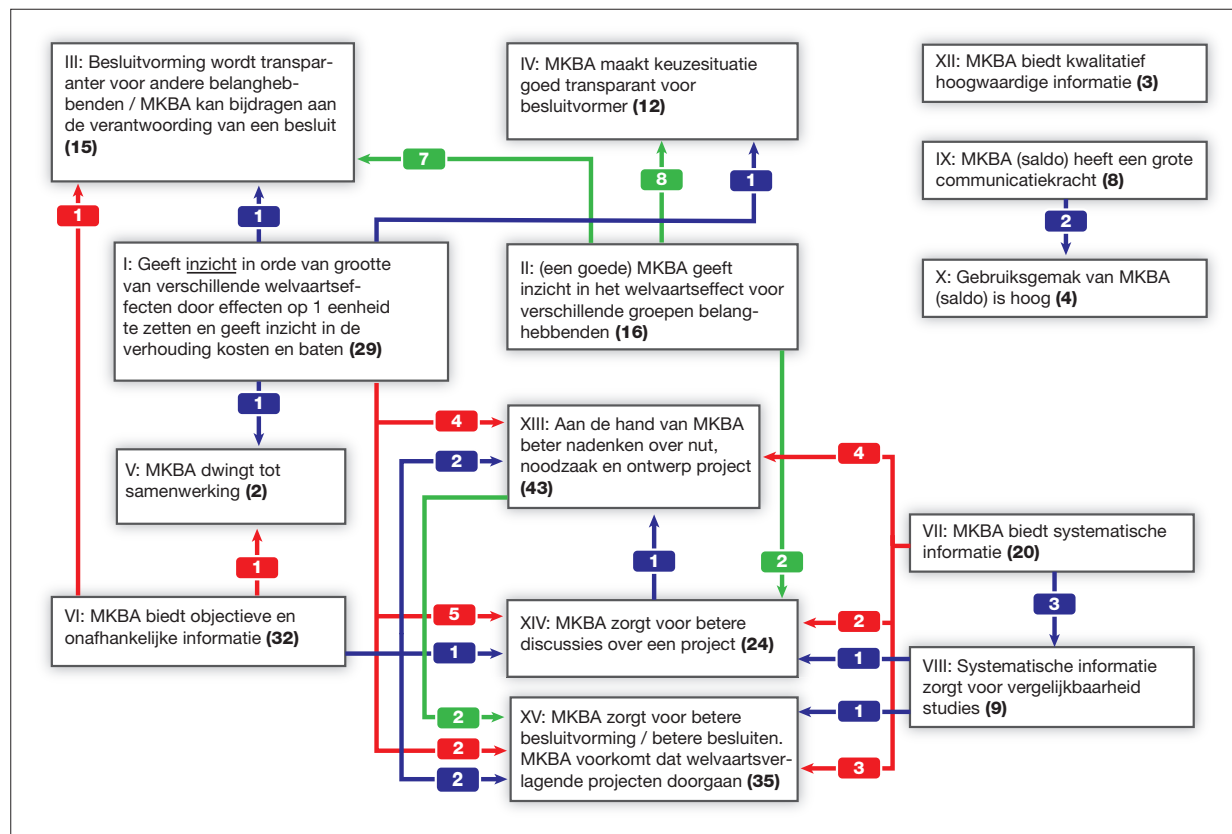 III: Besluitvorming wordt transpa-
ranter voor andere belangheb-
benden / MKBA kan bijdragen aan
de verantwoording van een besluit
(15)
IV: MKBA maakt keuzesituatie
goed transparant voor
besluitvormer (12)
XII: MKBA biedt kwalitatief
hoogwaardige informatie (3)
IX: MKBA (saldo) heeft een grote
communicatiekracht (8)
7
8
1
1
1
2
I: Geeft inzicht in orde van grootte
van verschillende welvaartsef-
fecten door effecten op 1 eenheid
te zetten en geeft inzicht in de
verhouding kosten en baten (29)
II: (een goede) MKBA geeft
inzicht in het welvaartseffect voor
verschillende groepen belang-
hebbenden (16)
X: Gebruiksgemak van MKBA
(saldo) is hoog (4)
1
4
2
XIII: Aan de hand van MKBA
beter nadenken over nut,
noodzaak en ontwerp project
(43)
4
V: MKBA dwingt tot
samenwerking (2)
VII: MKBA biedt systematische
informatie (20)
1
1
2
3
VI: MKBA biedt objectieve en
onafhankelijke informatie (32)
5
1
XIV: MKBA zorgt voor betere
discussies over een project (24)
2
1
VIII: Systematische informatie
zorgt voor vergelijkbaarheid
studies (9)
2
2
2
XV: MKBA zorgt voor betere
besluitvorming / betere besluiten.
MKBA voorkomt dat welvaartsver-
lagende projecten doorgaan (35)
1
3